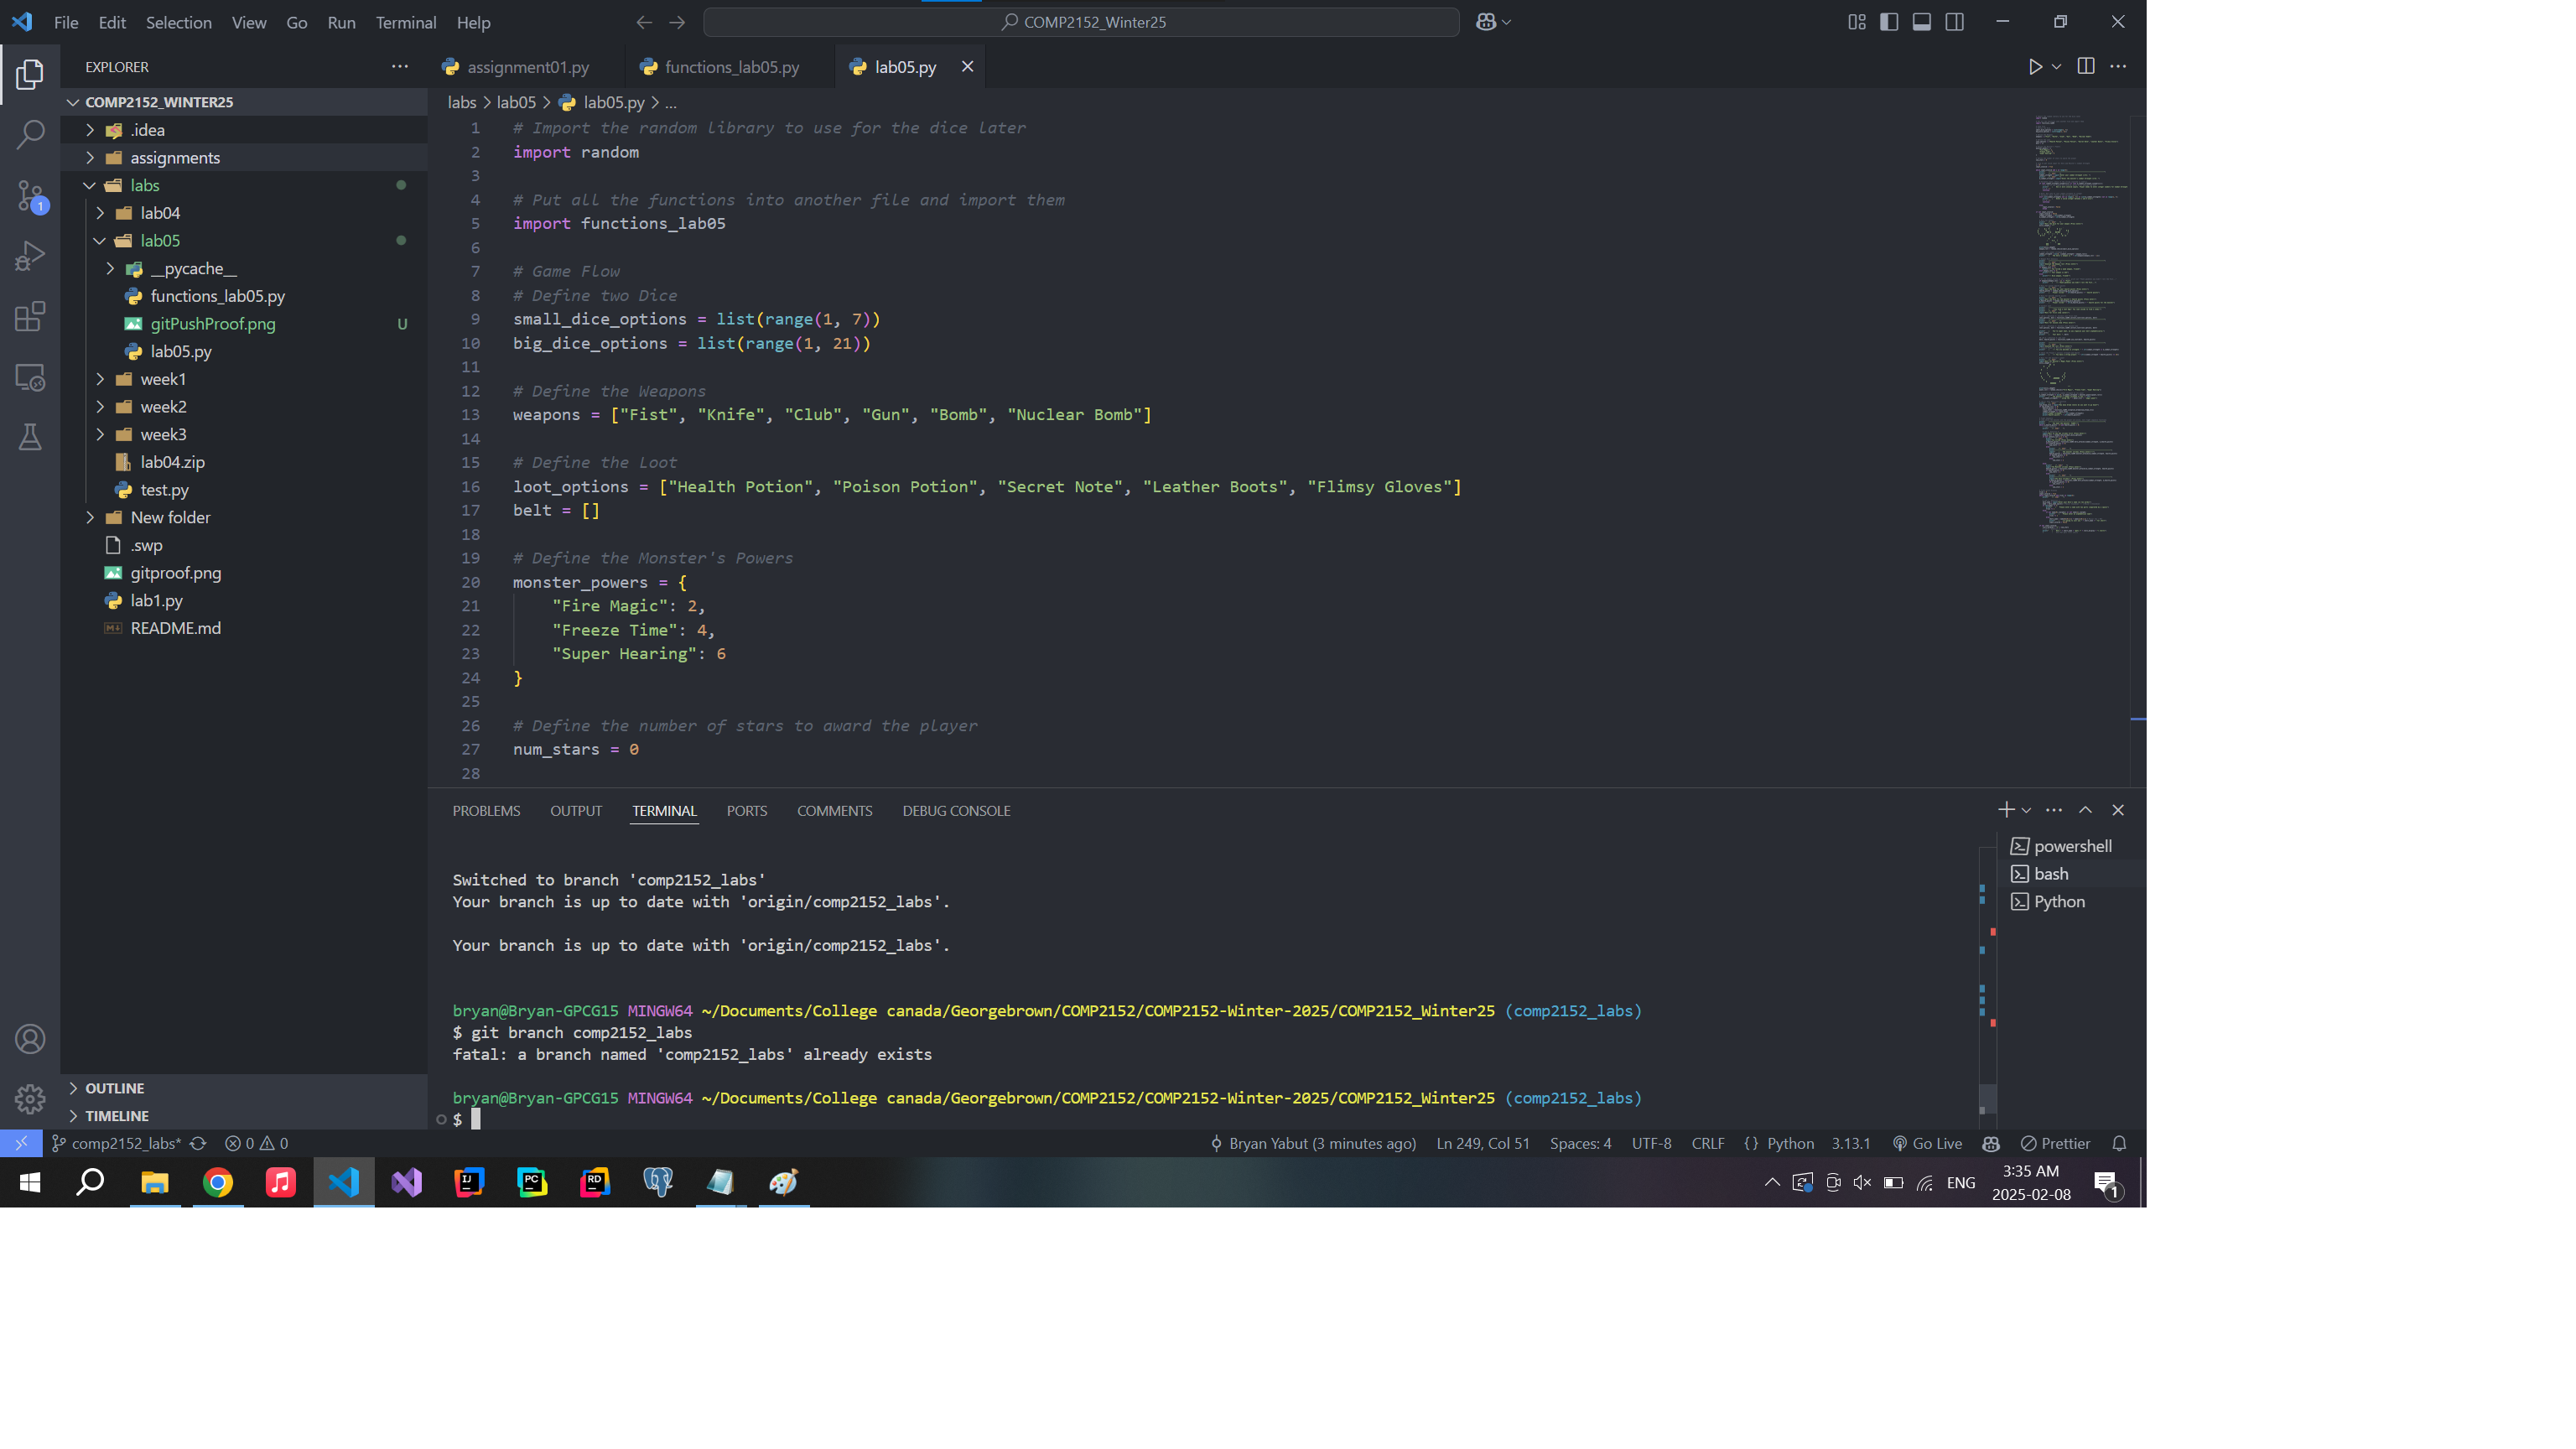 File Edit Selection View Go Run Terminal Help
COMP2152_Winter25
EXPLORER
COMP2152_WINTER25
.idea
assignments
labs
lab04
lab05
__pycache__
functions_lab05.py
gitPushProof.png U
lab05.py
week1
week2
week3
lab04.zip
test.py
New folder
.swp
gitproof.png
lab1.py
README.md
OUTLINE
TIMELINE
assignment01.py functions_lab05.py lab05.py
labs > lab05 > lab05.py > ...
1 # Import the random library to use for the dice later
2 import random
3
4 # Put all the functions into another file and import them
5 import functions_lab05
6
7 # Game Flow
8 # Define two Dice
9 small_dice_options = list(range(1, 7))
10 big_dice_options = list(range(1, 21))
11
12 # Define the Weapons
13 weapons = ["Fist", "Knife", "Club", "Gun", "Bomb", "Nuclear Bomb"]
14
15 # Define the Loot
16 loot_options = ["Health Potion", "Poison Potion", "Secret Note", "Leather Boots", "Flimsy Gloves"]
17 belt = []
18
19 # Define the Monster's Powers
20 monster_powers = {
21 "Fire Magic": 2,
22 "Freeze Time": 4,
23 "Super Hearing": 6
24 }
25
26 # Define the number of stars to award the player
27 num_stars = 0
28
PROBLEMS OUTPUT TERMINAL PORTS COMMENTS DEBUG CONSOLE
Switched to branch 'comp2152_labs'
Your branch is up to date with 'origin/comp2152_labs'.
Your branch is up to date with 'origin/comp2152_labs'.
bryan@Bryan-GPCG15 MINGW64 ~/Documents/College canada/Georgebrown/COMP2152/COMP2152-Winter-2025/COMP2152_Winter25 (comp2152_labs)
$ git branch comp2152_labs
fatal: a branch named 'comp2152_labs' already exists
bryan@Bryan-GPCG15 MINGW64 ~/Documents/College canada/Georgebrown/COMP2152/COMP2152-Winter-2025/COMP2152_Winter25 (comp2152_labs)
$
powershell
bash
Python
1
comp2152_labs* 0 0 Bryan Yabut (3 minutes ago) Ln 249, Col 51 Spaces: 4 UTF-8 CRLF {} Python 3.13.1 Go Live Prettier
IJ PC RD
ENG
3:35 AM
2025-02-08
1